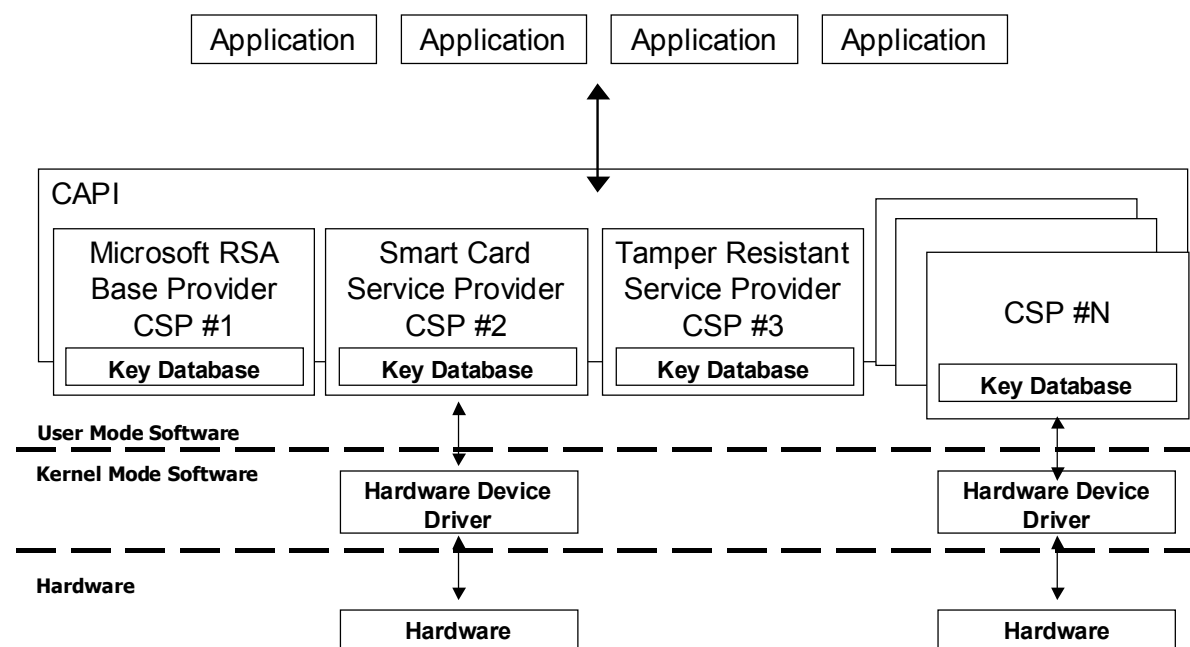 Application
Application
Application
Application
CAPI
Microsoft RSA
Base Provider
CSP #1
Key Database
Smart Card
Service Provider
CSP #2
Key Database
Tamper Resistant
Service Provider
CSP #3
Key Database
CSP #N
Key Database
User Mode Software
Kernel Mode Software
Hardware Device
Driver
Hardware Device
Driver
Hardware
Hardware
Hardware